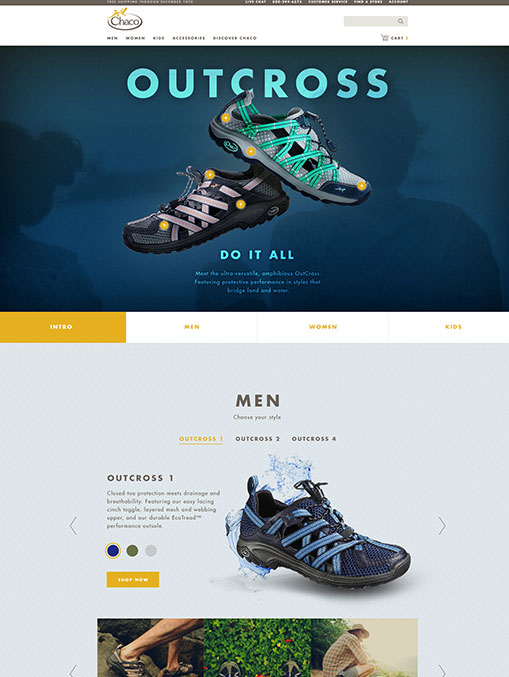 FREE SHIPPING THROUGH DECEMBER 18TH
LIVE CHAT 800-399-6575 CUSTOMER SERVICE FIND A STORE ACCOUNT
Chaco
MEN WOMEN KIDS ACCESSORIES DISCOVER CHACO
CART 0
OUTCROSS
DO IT ALL
Meet the ultra-versatile, amphibious OutCross.
Featuring protective performance in styles that
bridge land and water.
INTRO MEN WOMEN KIDS
MEN
Choose your style
OUTCROSS 1 OUTCROSS 2 OUTCROSS 4
OUTCROSS 1
Closed-toe protection meets drainage and
breathability. Featuring our easy lacing
cinch toggle, layered mesh and webbing
upper, and our durable EcoTread™
performance outsole.
SHOP NOW